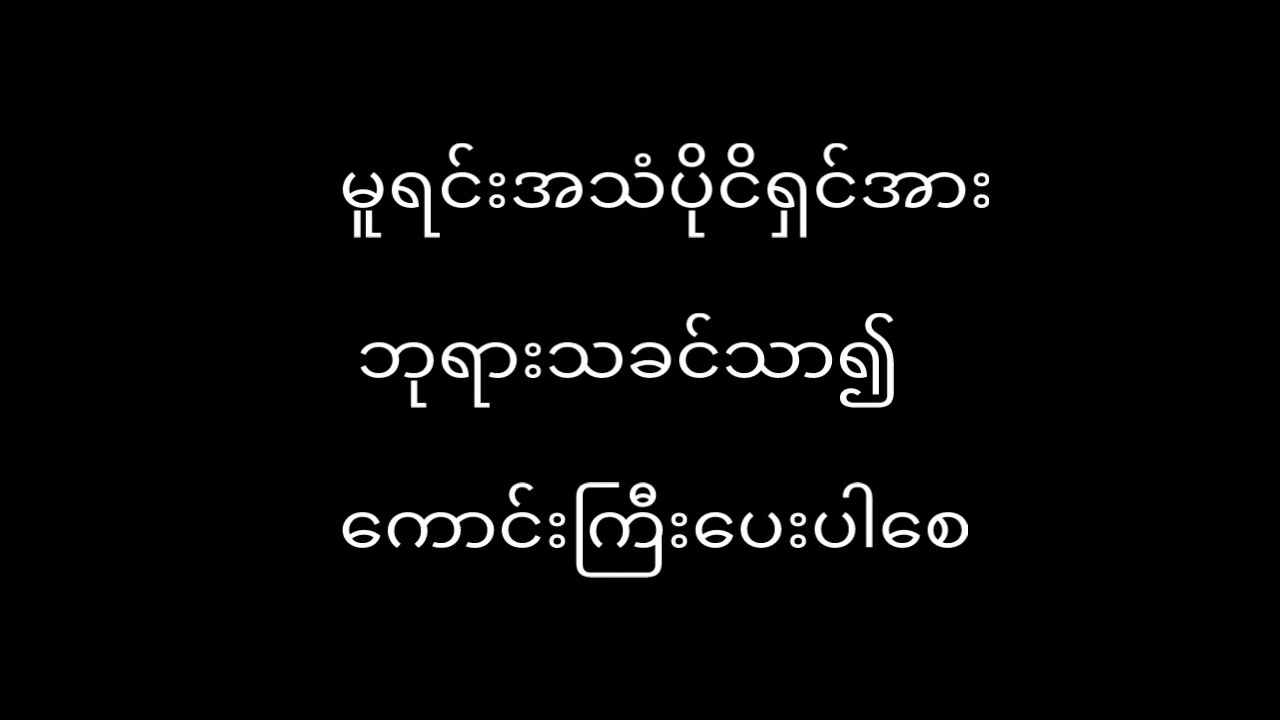 မူရင်းအသံပိုငိရှင်အား
ဘုရားသခင်သာ၍
ကောင်းကြီးပေးပါစေ